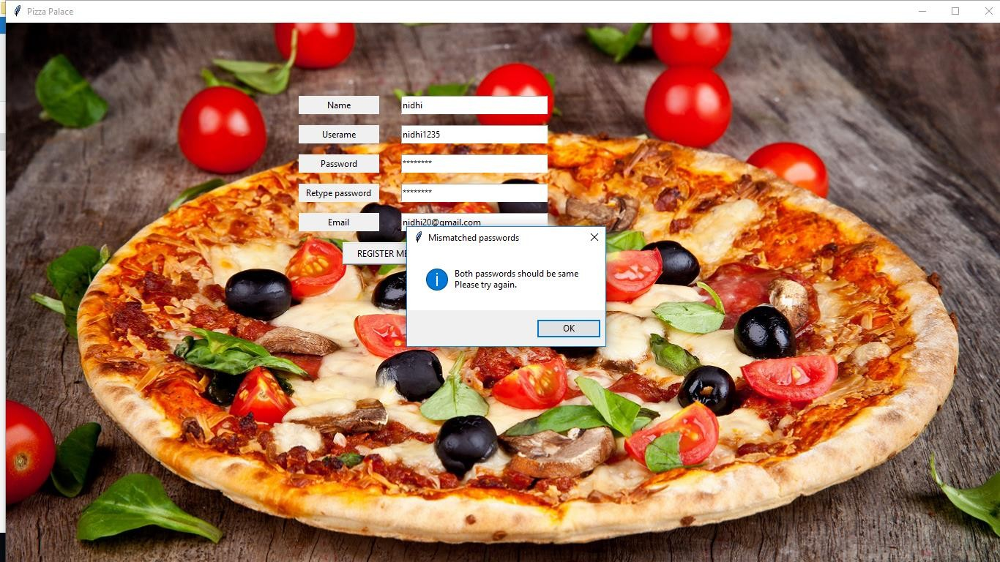 Pizza Palace
Name
nidhi
Userame
nidhi1235
Password
********
Retype password
********
Email
nidhi20@gmail.com
REGISTER ME
Mismatched passwords
Both passwords should be same
Please try again.
OK